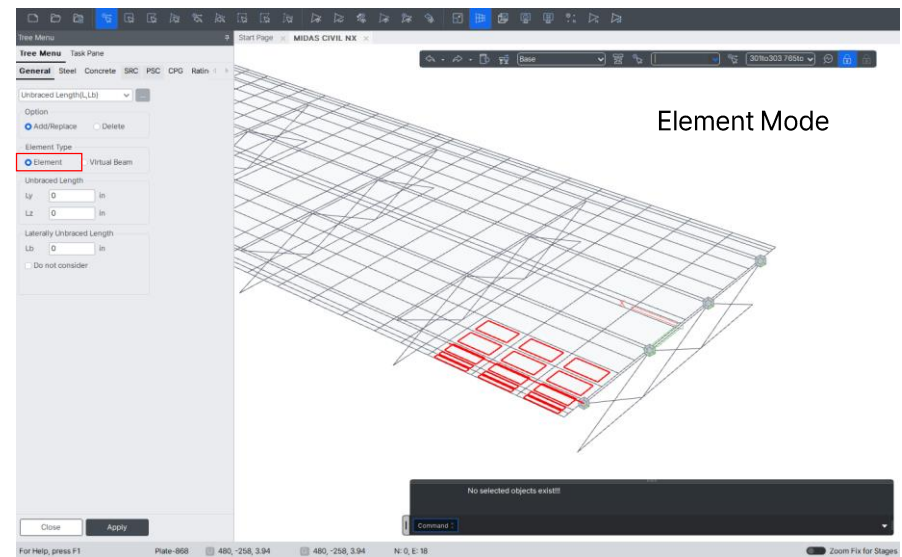 Tree Menu
Start Page
MIDAS CIVIL NX
Tree Menu Task Pane
General Steel Concrete SRC PSC CPG Ratin
Base
301to303 765to
Unbraced Length(L,Lb)
...
Option
Add/Replace Delete
Element Type
Element Virtual Beam
Unbraced Length
Ly 0 in
Lz 0 in
Laterally Unbraced Length
Lb 0 in
Do not consider
Element Mode
No selected objects exist!!!
Command
Close Apply
For Help, press F1 Plate-868 480, -258, 3.94 480, -258, 3.94 N: 0, E: 18 Zoom Fix for Stages